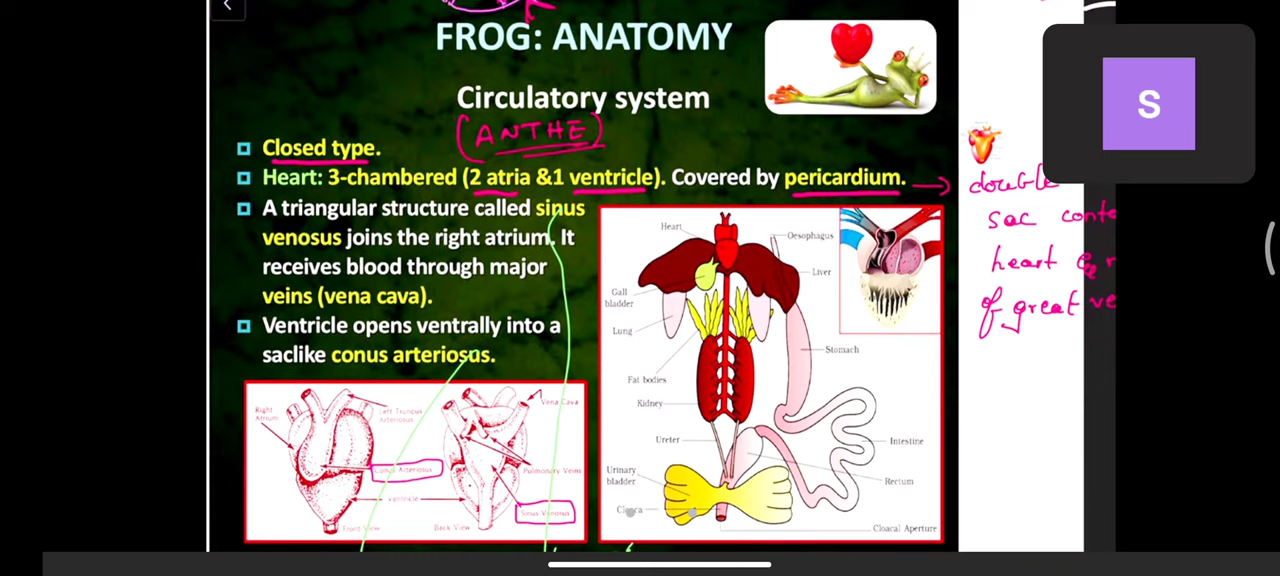 FROG: ANATOMY
Circulatory system
(ANTHE)
Closed type.
Heart: 3-chambered (2 atria &1 ventricle). Covered by pericardium.
A triangular structure called sinus
venosus joins the right atrium. It
receives blood through major
veins (vena cava).
Ventricle opens ventrally into a
saclike conus arteriosus.
Right
Atrium
Left Truncus
Arteriosus
Conus Arteriosus
Ventricle
Front View
Vena Cava
Pulmonary Veins
Sinus Venosus
Back View
Heart
Oesophagus
Liver
Gall
bladder
Lung
Stomach
Fat bodies
Kidney
Ureter
Intestine
Urinary
bladder
Rectum
Cloaca
Cloacal Aperture
S
double
sac
heart
of great